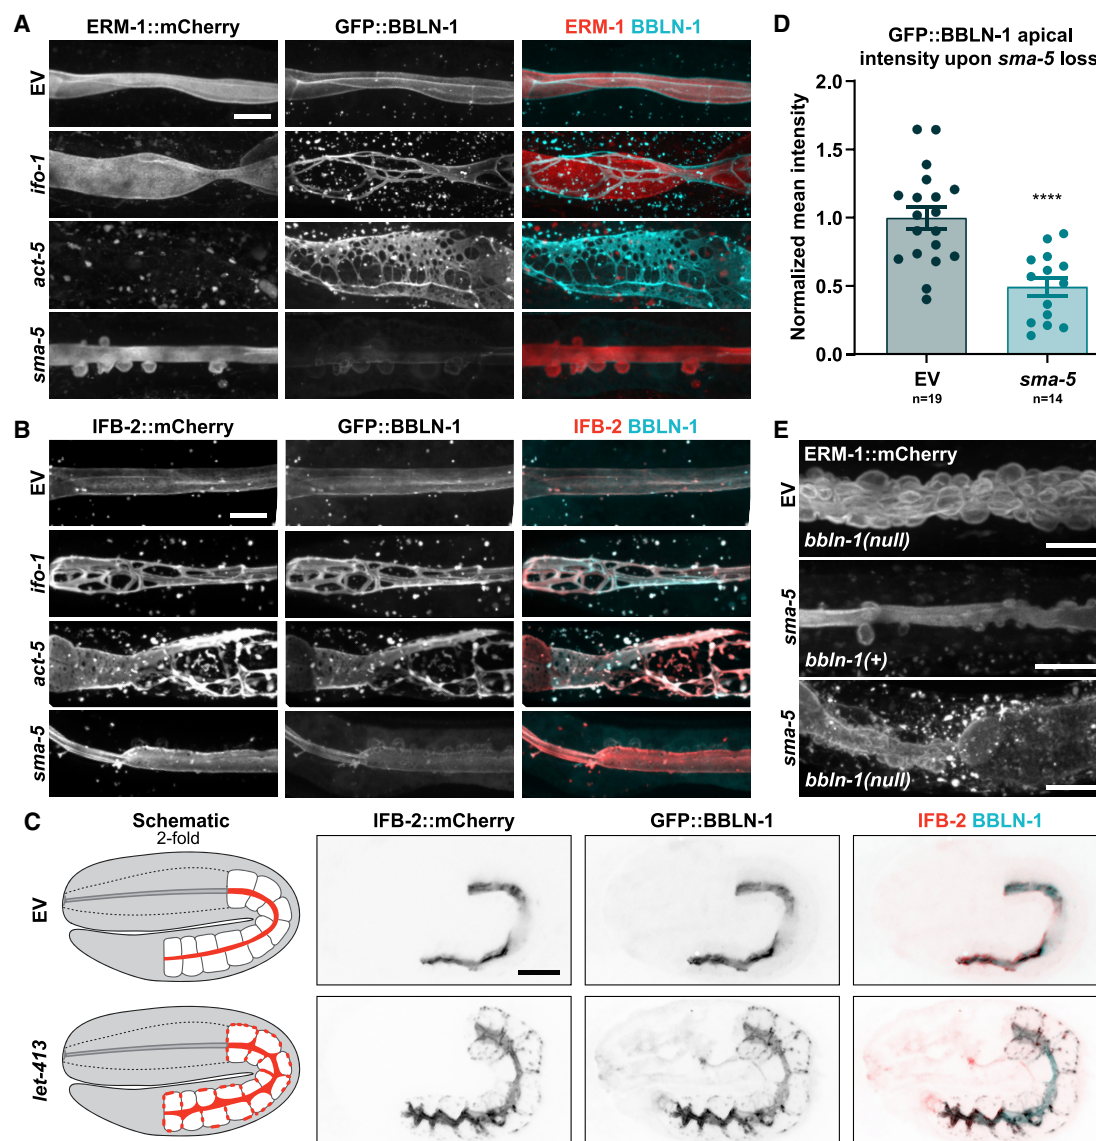 A
ERM-1::mCherry
GFP::BBLN-1
ERM-1 BBLN-1
EV
ifo-1
act-5
sma-5
B
IFB-2::mCherry
GFP::BBLN-1
IFB-2 BBLN-1
EV
ifo-1
act-5
sma-5
C
Schematic
2-fold
IFB-2::mCherry
GFP::BBLN-1
IFB-2 BBLN-1
EV
let-413
D
GFP::BBLN-1 apical
intensity upon sma-5 loss
Normalized mean intensity
2.0
1.5
1.0
0.5
0.0
****
EV
sma-5
n=19
n=14
E
ERM-1::mCherry
EV
bbln-1(null)
sma-5
bbln-1(+)
sma-5
bbln-1(null)